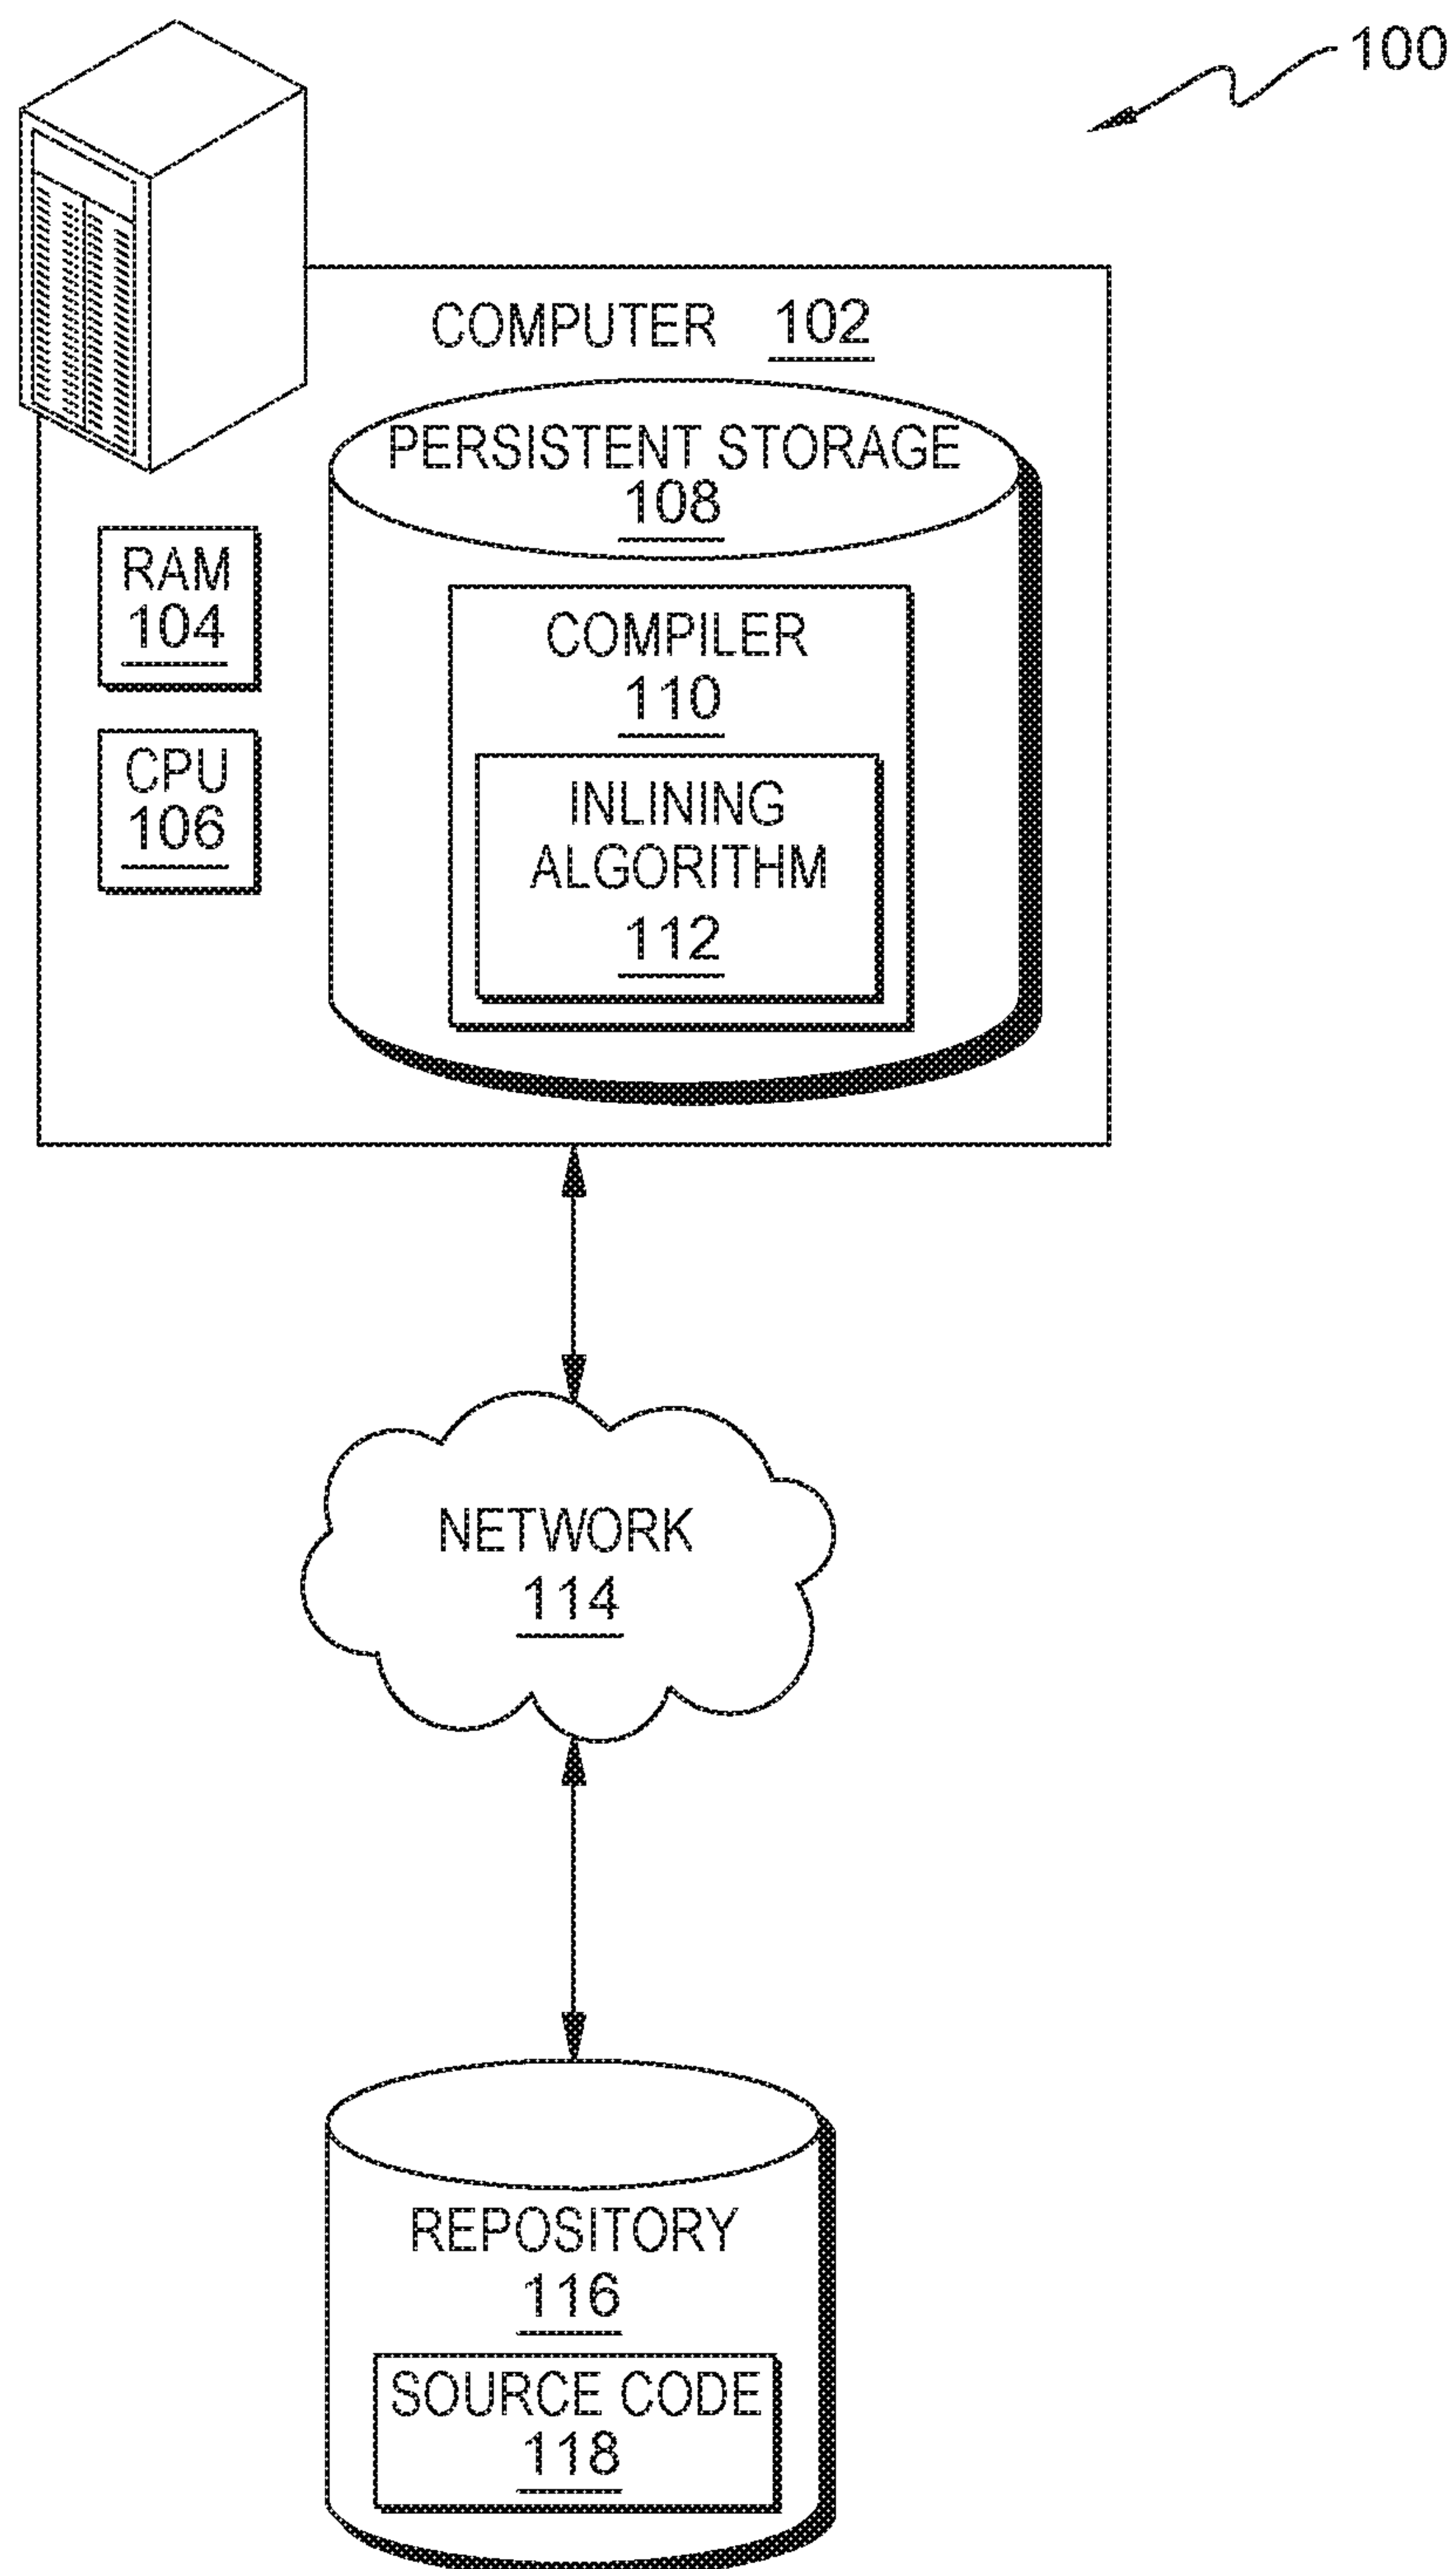 100
COMPUTER 102
PERSISTENT STORAGE
108
RAM
104
COMPILER
110
CPU
106
INLINING
ALGORITHM
112
NETWORK
114
REPOSITORY
116
SOURCE CODE
118